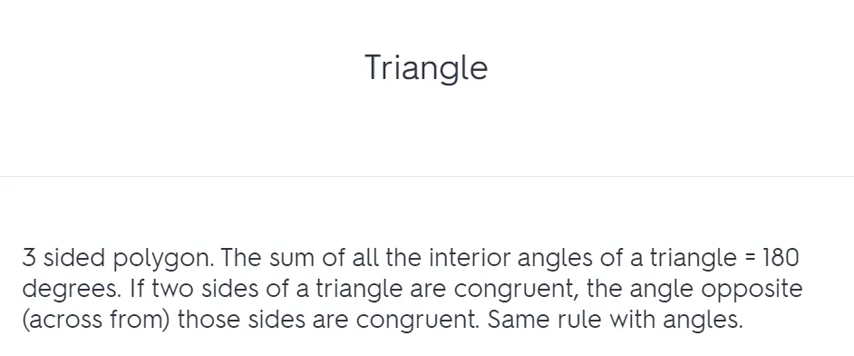 Triangle
3 sided polygon. The sum of all the interior angles of a triangle = 180
degrees. If two sides of a triangle are congruent, the angle opposite
(across from) those sides are congruent. Same rule with angles.